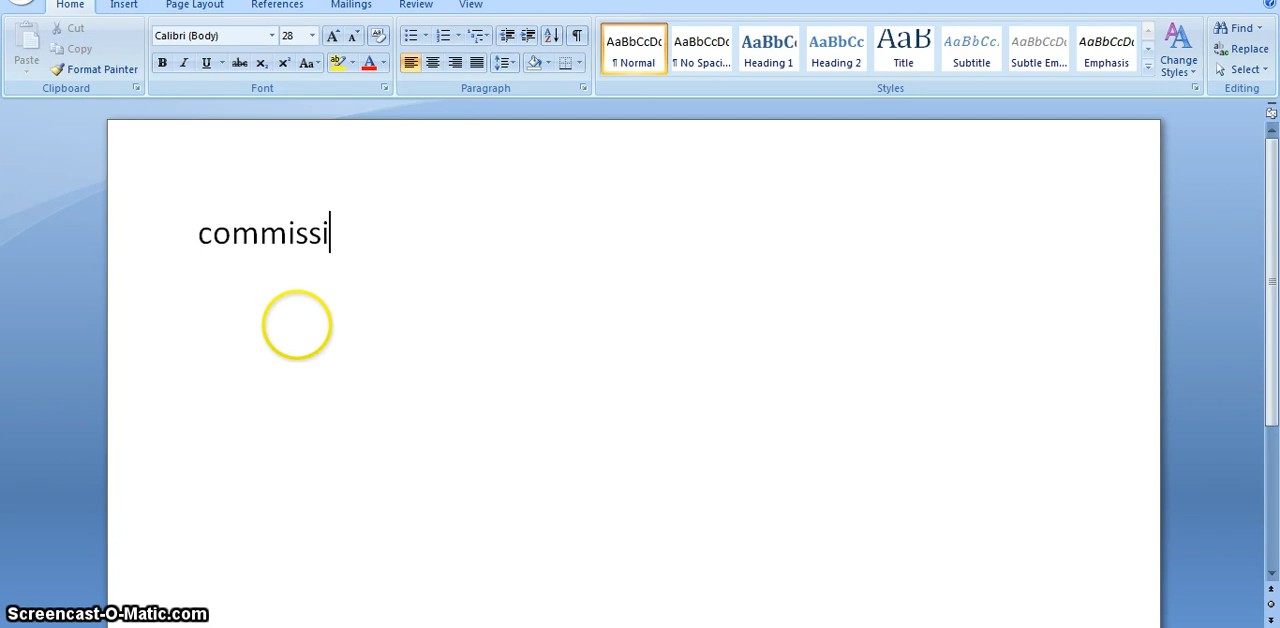 Home Insert Page Layout References Mailings Review View
Cut
Copy
Paste
Format Painter
Clipboard
Calibri (Body) 28
Font
Paragraph
AaBbCcDc AaBbCcDc AaBbCc AaBbCc AaB AaBbCc. AaBbCcDc AaBbCcDc
¶ Normal ¶ No Spaci... Heading 1 Heading 2 Title Subtitle Subtle Em... Emphasis
Change Styles
Styles
Find
Replace
Select
Editing
commissi
Screencast-O-Matic.com